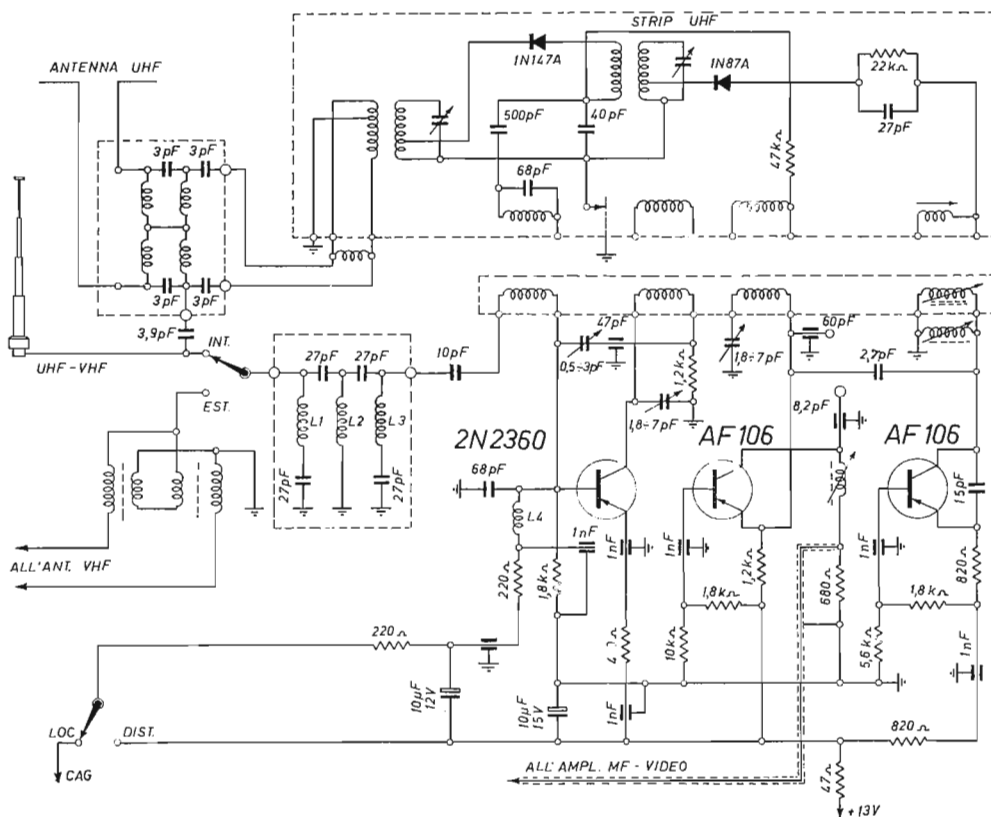 STRIP UHF
ANTENNA UHF
1N147A
1N87A
22kΩ
27pF
500pF
40pF
47kΩ
68pF
3pF 3pF
3pF 3pF
3,9pF
INT.
UHF-VHF
EST.
27pF 27pF
10pF
L1
L2
L3
27pF
27pF
47pF
0,5÷3pF
1,2kΩ
1,8÷7pF
1,8÷7pF
60pF
2,7pF
8,2pF
2N2360
AF106
AF106
68pF
L4
1nF
1nF
1nF
1nF
15pF
220Ω
1,8kΩ
1,2kΩ
1,8kΩ
680Ω
1,8kΩ
820Ω
ALL'ANT. VHF
220Ω
10kΩ
5,6kΩ
1nF
10µF
12V
10µF
15V
1nF
LOC.
DIST.
CAG
820Ω
ALL'AMPL. MF-VIDEO
47Ω
+13V